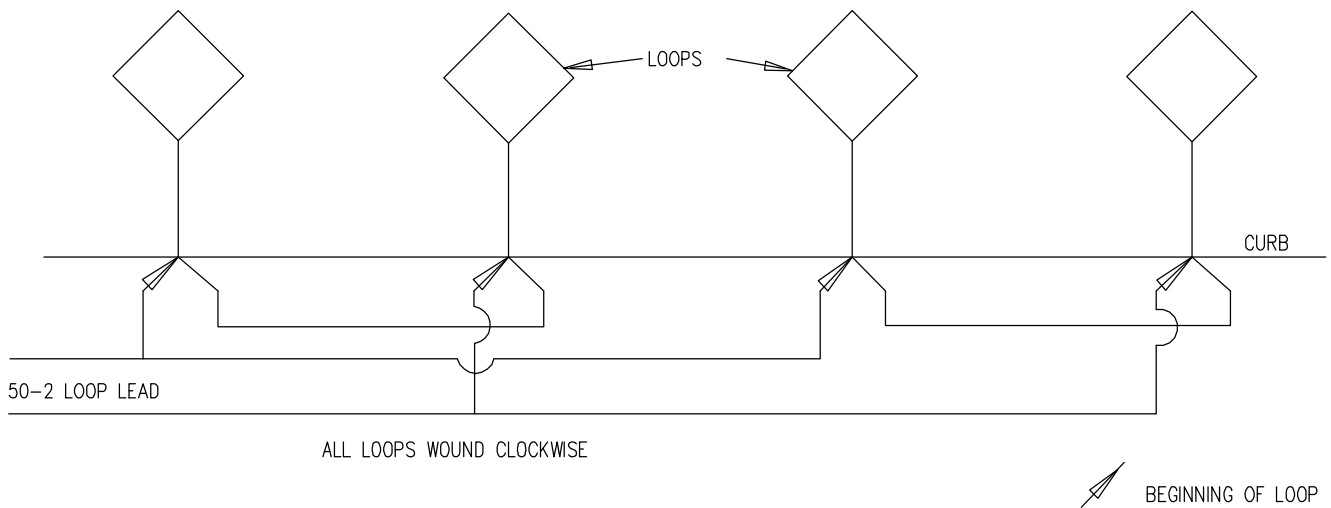 LOOPS
CURB
50-2 LOOP LEAD
ALL LOOPS WOUND CLOCKWISE
BEGINNING OF LOOP